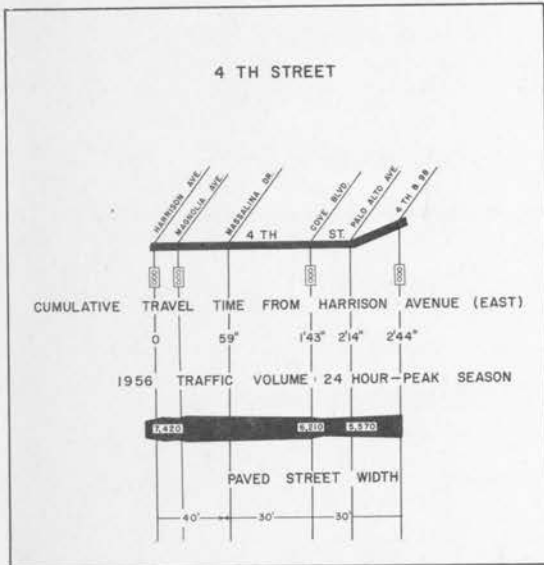 4 TH STREET
HARRISON AVE.
MAGNOLIA AVE.
MASSALINA DR.
COVE BLVD.
PALO ALTO AVE
4 TH & 98
4 TH ST.
CUMULATIVE TRAVEL TIME FROM HARRISON AVENUE (EAST)
0 59" 1'43" 2'14" 2'44"
1956 TRAFFIC VOLUME 24 HOUR-PEAK SEASON
7,420 6,210 5,570
PAVED STREET WIDTH
40' 30' 30'